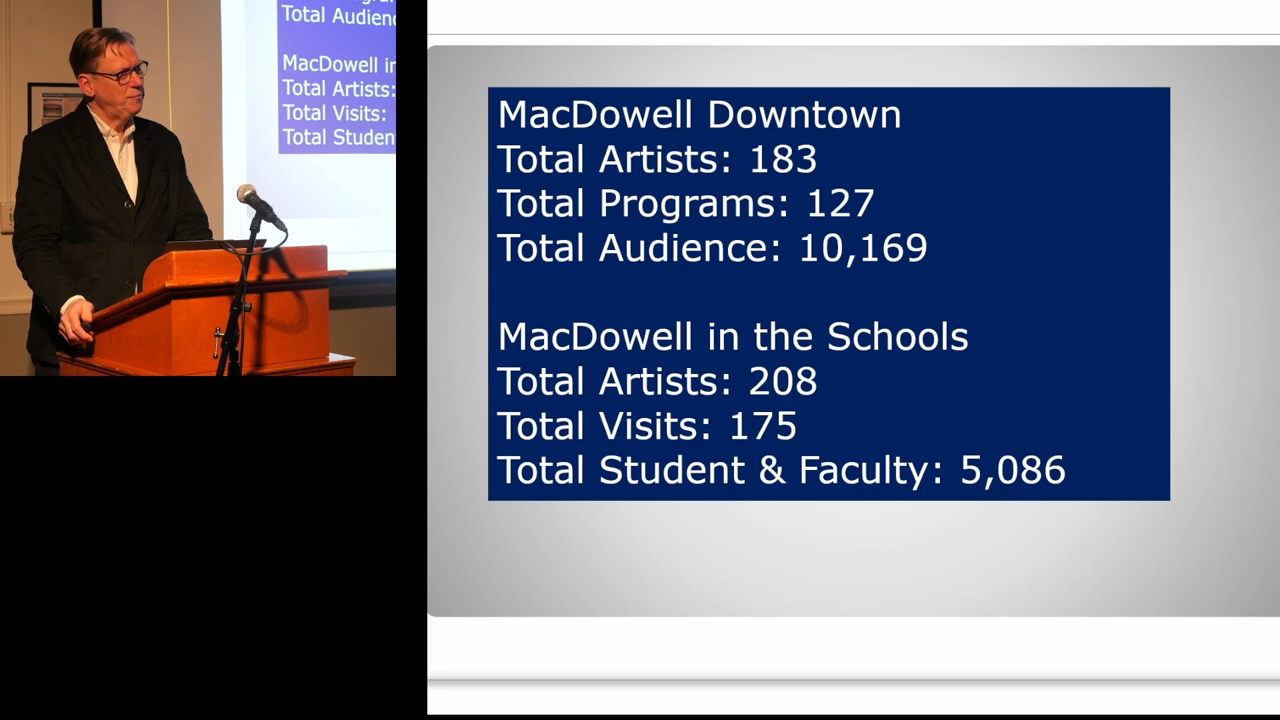 Total Audienc
MacDowell in
Total Artists:
Total Visits:
Total Studen
MacDowell Downtown
Total Artists: 183
Total Programs: 127
Total Audience: 10,169
MacDowell in the Schools
Total Artists: 208
Total Visits: 175
Total Student & Faculty: 5,086